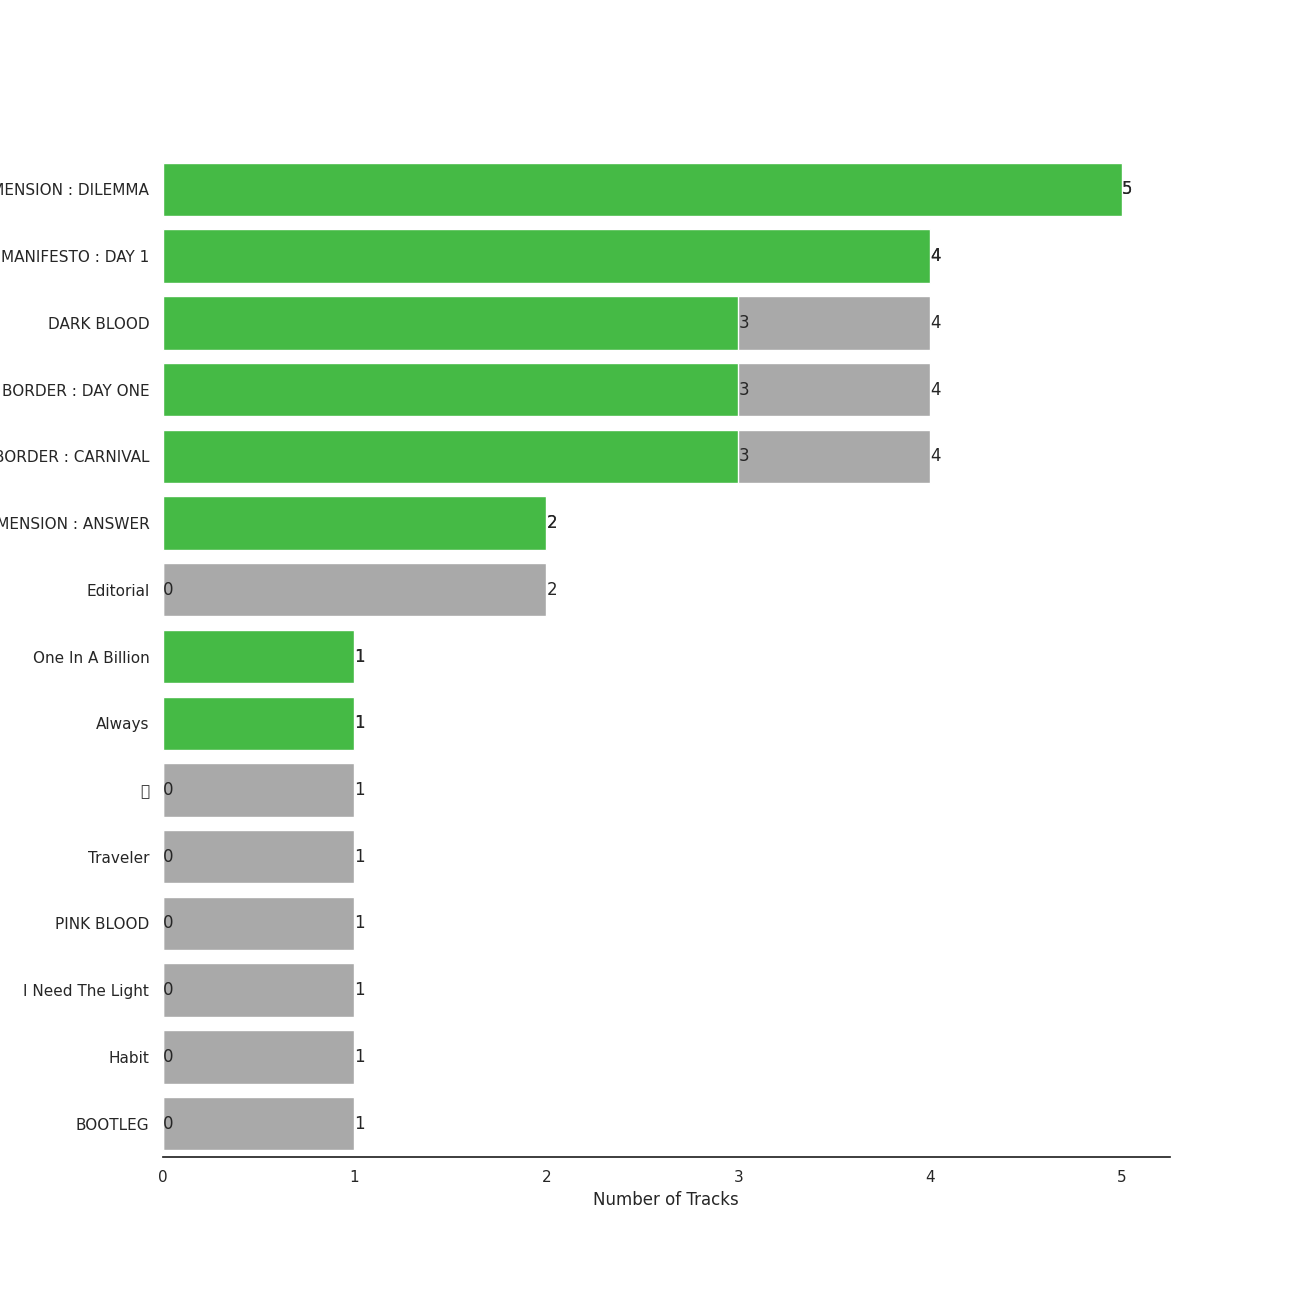 MENSION : DILEMMA
5
MANIFESTO : DAY 1
4
DARK BLOOD
3
4
BORDER : DAY ONE
3
4
BORDER : CARNIVAL
3
4
MENSION : ANSWER
2
Editorial
0
2
One In A Billion
1
Always
1
0
1
Traveler
0
1
PINK BLOOD
0
1
I Need The Light
0
1
Habit
0
1
BOOTLEG
0
1
0 1 2 3 4 5
Number of Tracks